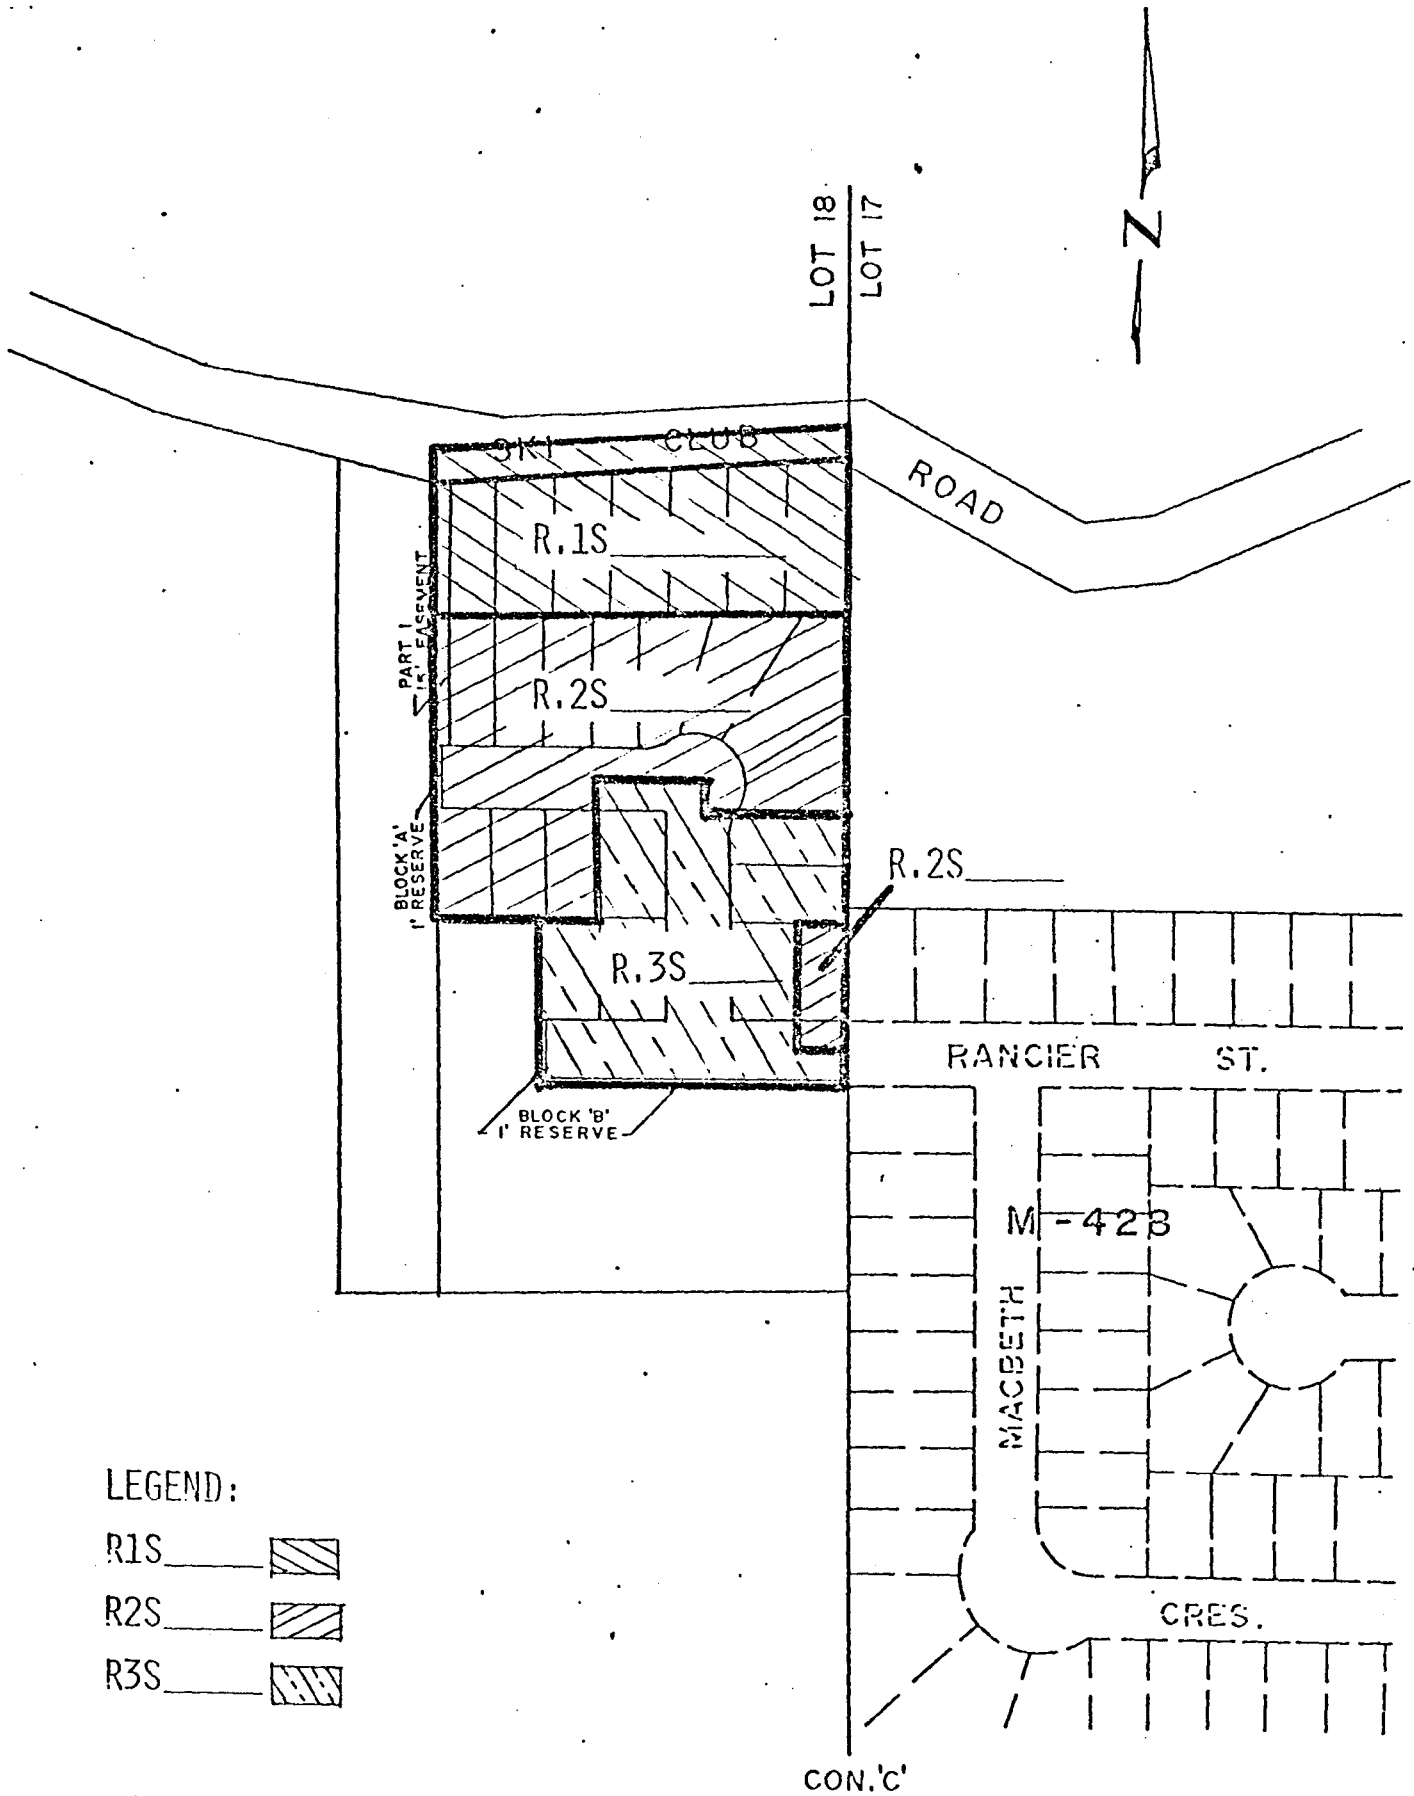 LOT 18
LOT 17
N
SKI CLUB
ROAD
R.1S
PART 1
15' EASEMENT
R.2S
BLOCK 'A'
1' RESERVE
R.2S
R.3S
RANCIER ST.
BLOCK 'B'
1' RESERVE
M-423
MACBETH
CRES.
LEGEND:
R1S
R2S
R3S
CON.'C'